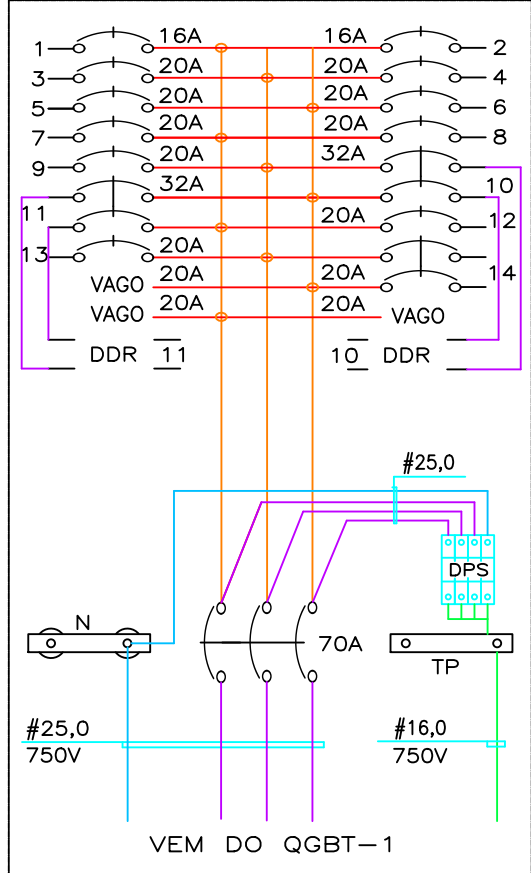 1 16A 16A 2
3 20A 20A 4
5 20A 20A 6
7 20A 20A 8
9 20A 32A
32A 10
11 20A 12
13 20A
VAGO 20A 20A 14
VAGO 20A 20A VAGO
DDR 11 10 DDR
#25,0
DPS
N 70A TP
#25,0 #16,0
750V 750V
VEM DO QGBT-1